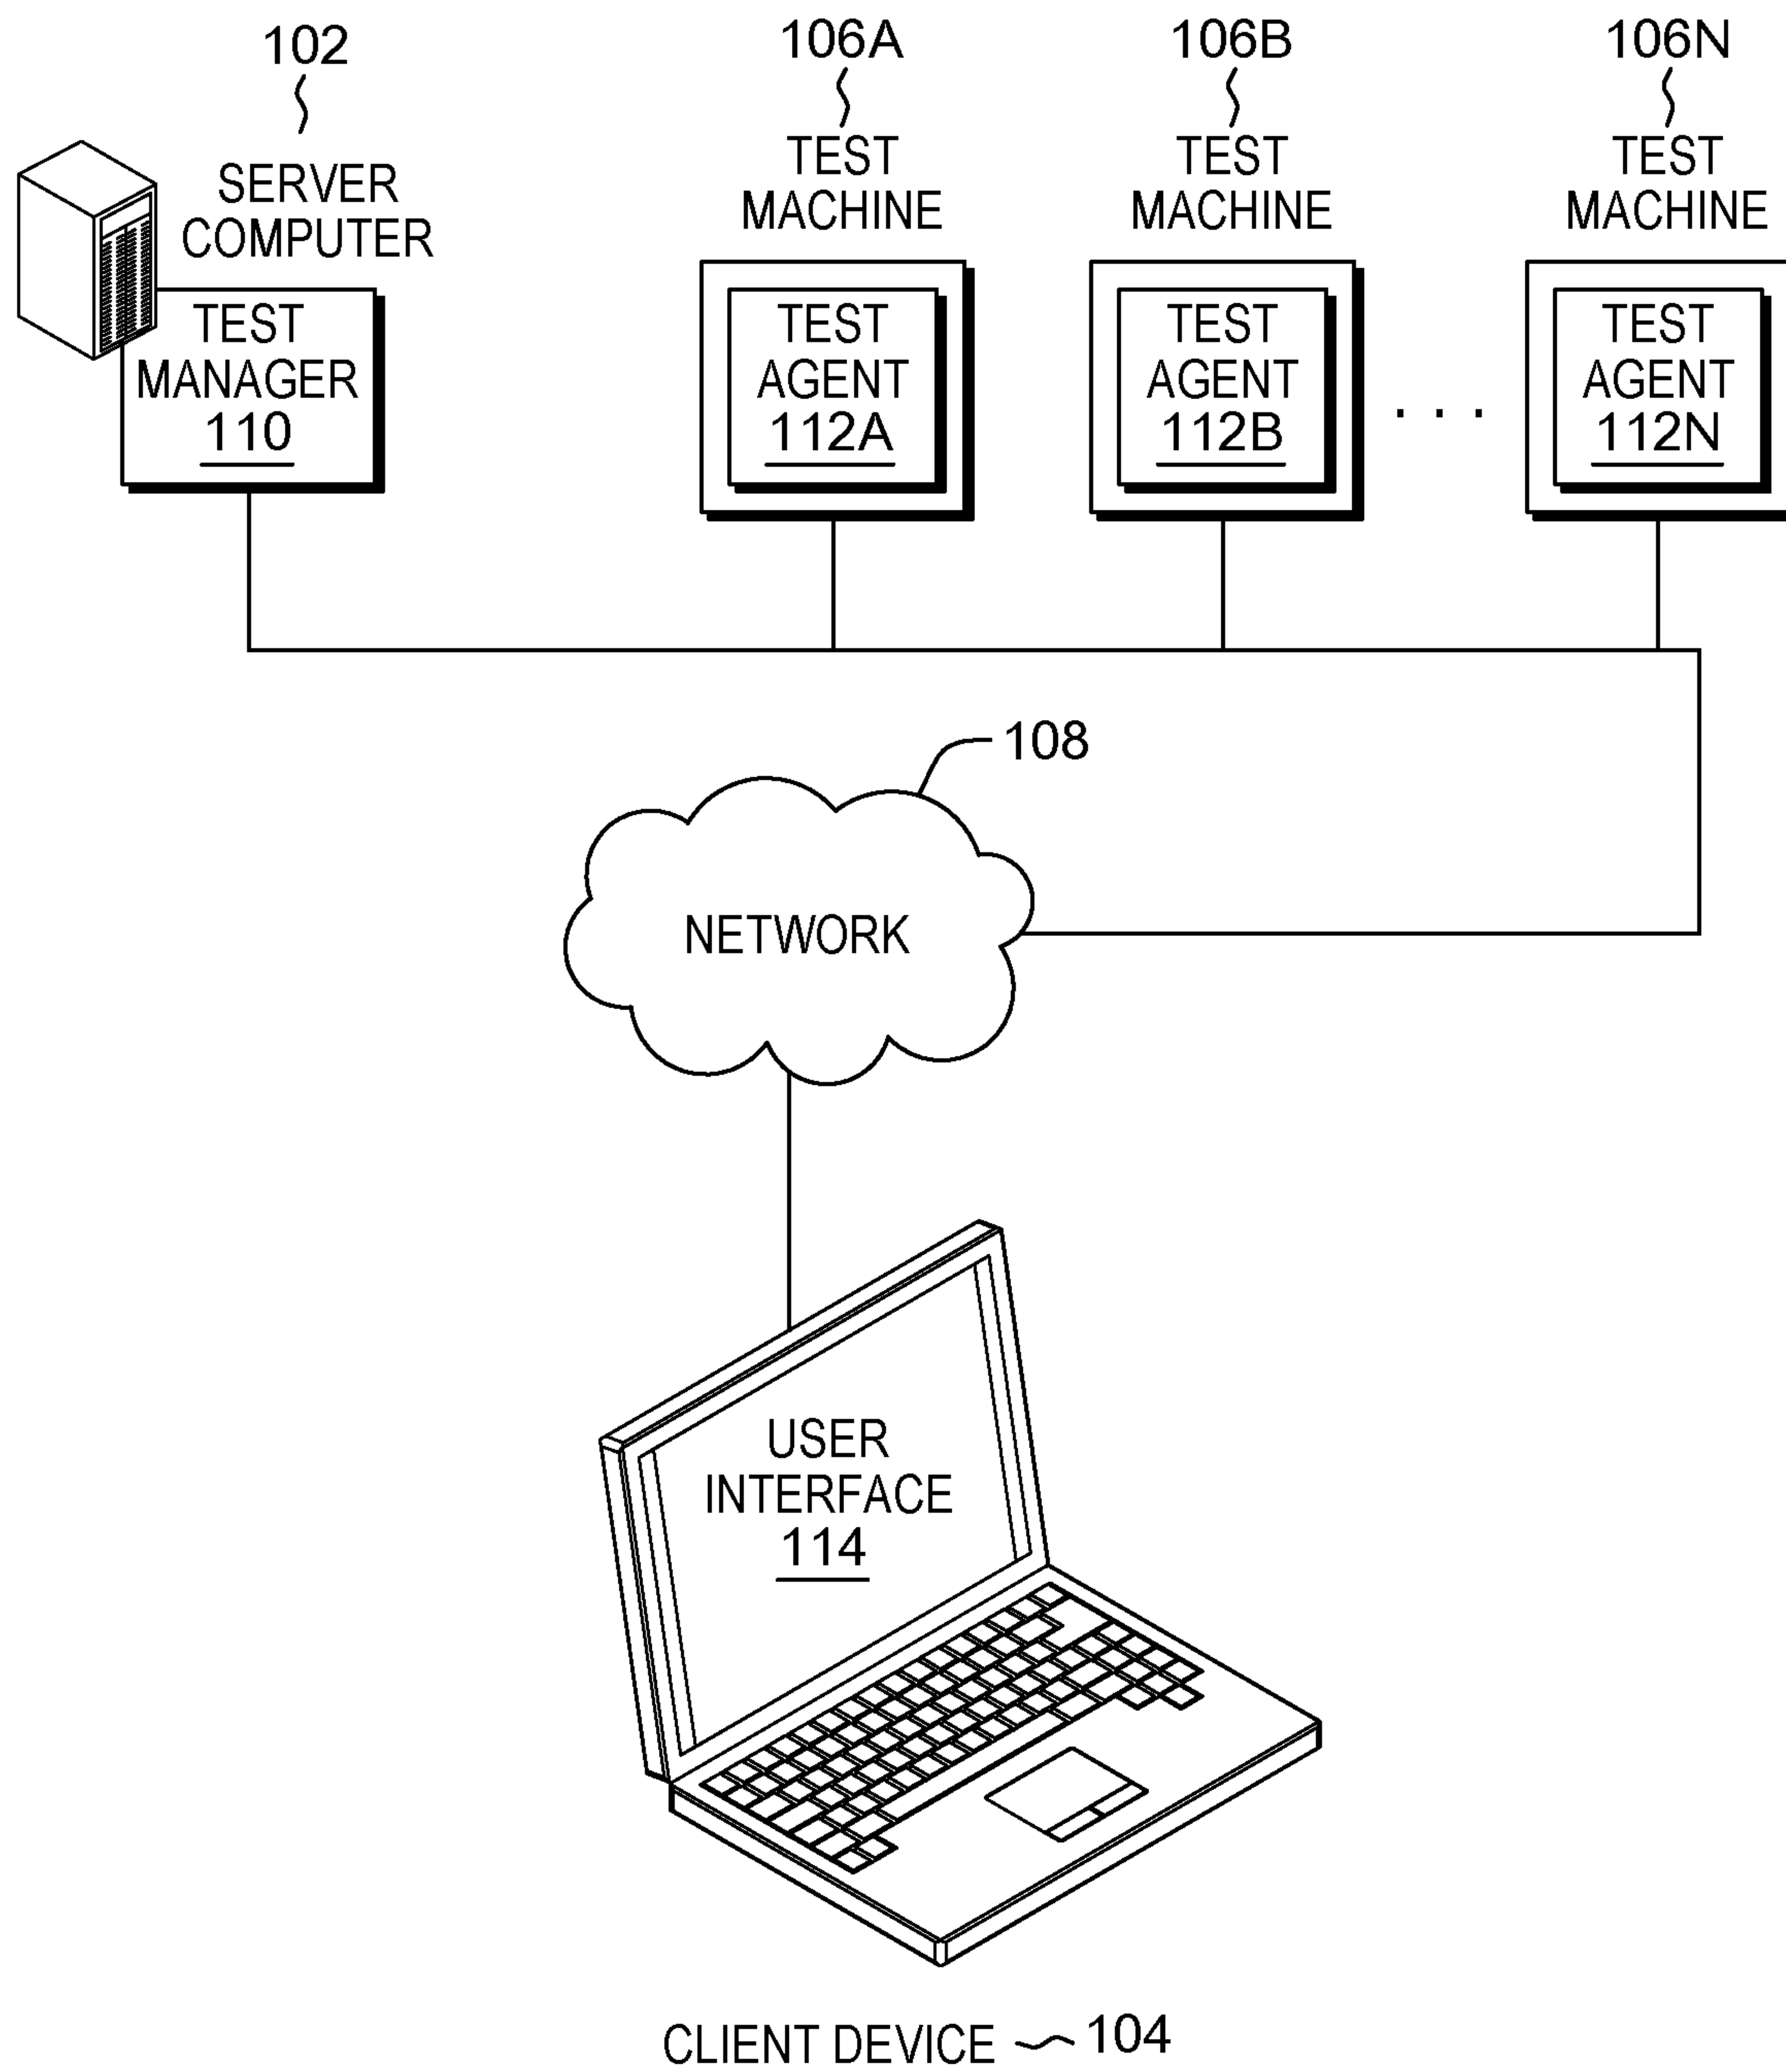 102
SERVER
COMPUTER
TEST
MANAGER
110
106A
TEST
MACHINE
TEST
AGENT
112A
106B
TEST
MACHINE
TEST
AGENT
112B
. . .
106N
TEST
MACHINE
TEST
AGENT
112N
108
NETWORK
USER
INTERFACE
114
CLIENT DEVICE 104